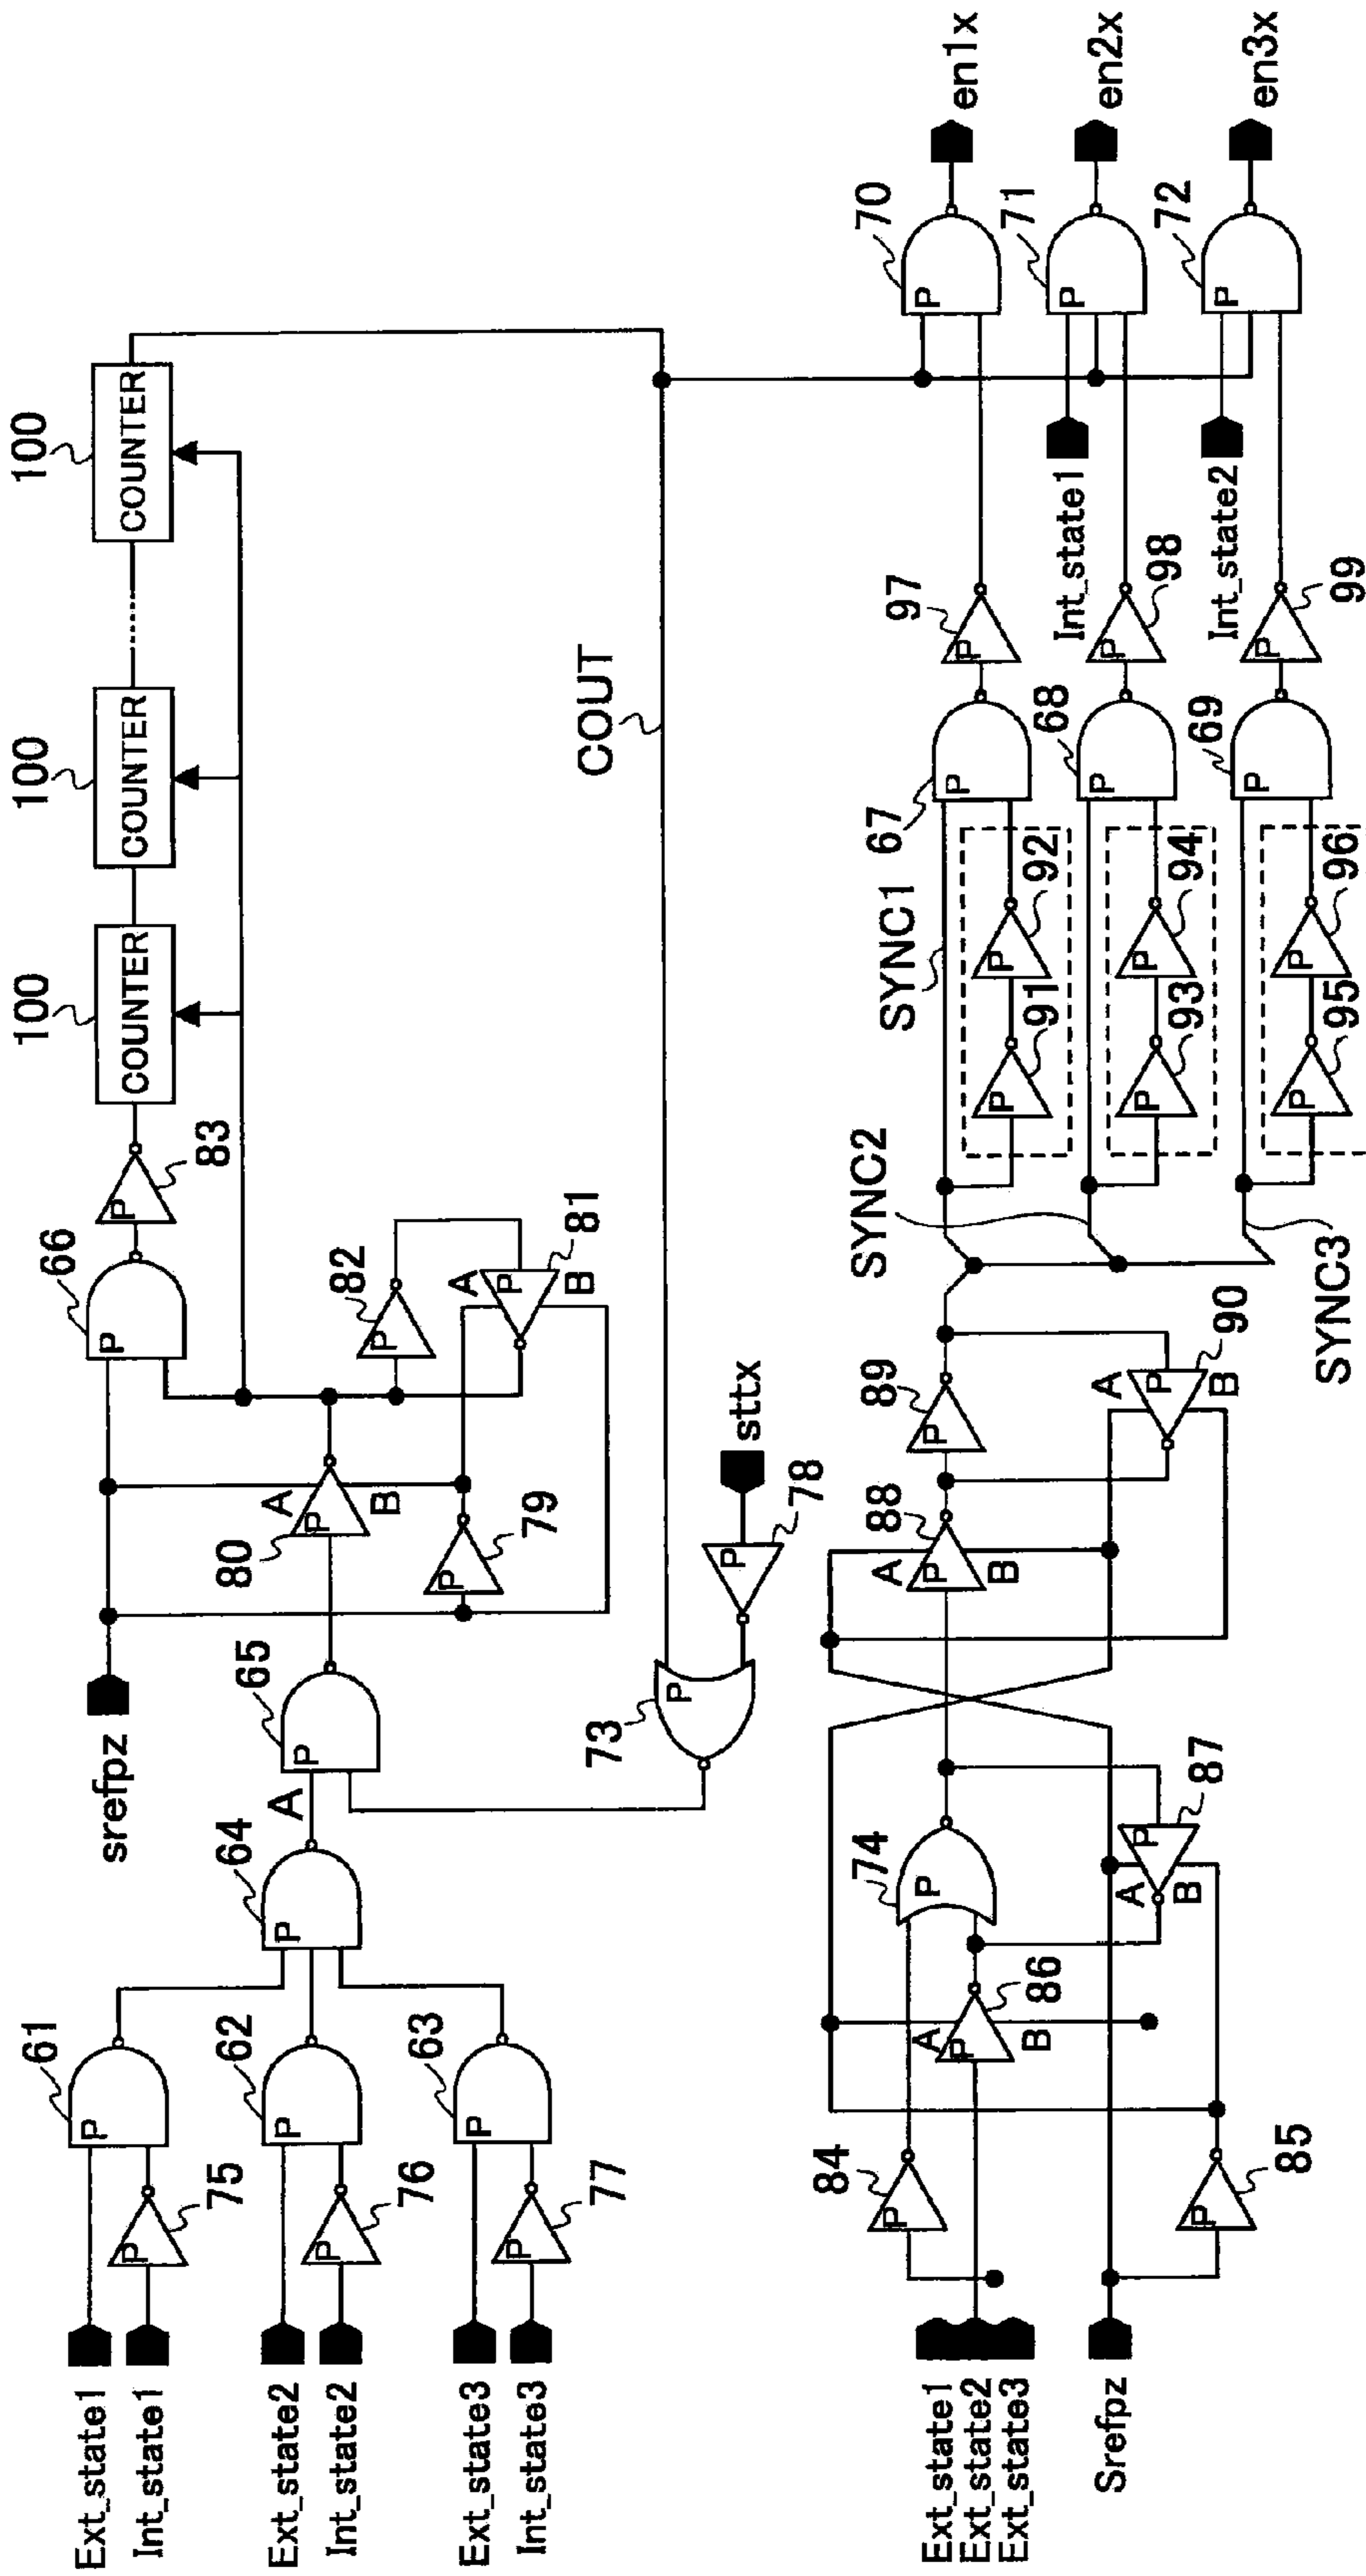 100
100
100
COUNTER
COUNTER
COUNTER
66
P
83
P
srefpz
80
A
P
B
82
P
A
P
B
81
79
P
65
P
A
64
P
61
P
62
P
63
P
75
P
76
P
77
P
Ext_state1
Int_state1
Ext_state2
Int_state2
Ext_state3
Int_state3
COUT
73
P
sttx
78
P
70
P
en1x
71
P
en2x
72
P
en3x
Int_state1
Int_state2
97
P
98
P
99
P
67
P
68
P
69
P
SYNC1
SYNC2
SYNC3
91
P
92
P
93
P
94
P
95
P
96
P
89
P
A
P
B
90
88
A
P
B
74
P
A
P
B
87
86
A
P
B
84
P
85
P
Ext_state1
Ext_state2
Ext_state3
Srefpz